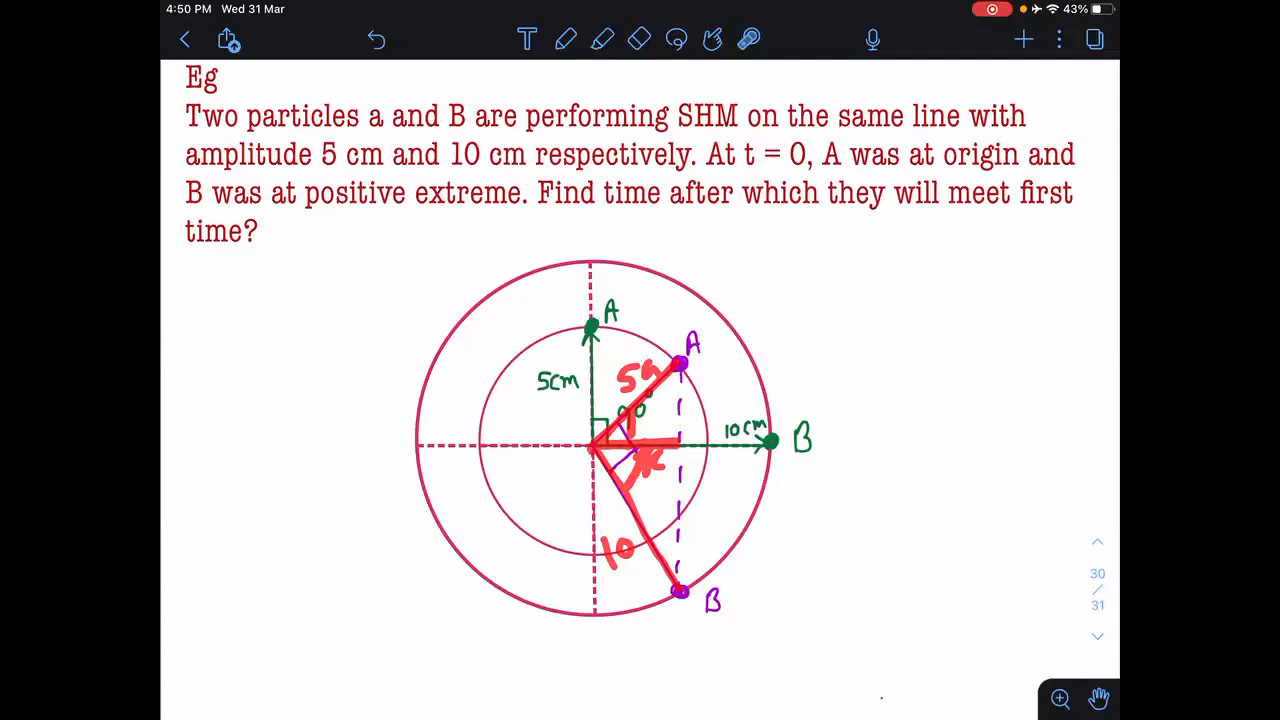 4:50 PM Wed 31 Mar
43%
Eg
Two particles a and B are performing SHM on the same line with
amplitude 5 cm and 10 cm respectively. At t = 0, A was at origin and
B was at positive extreme. Find time after which they will meet first
time?
A
A
5cm
5
90°
10cm
B
x
10
B
30
/
31